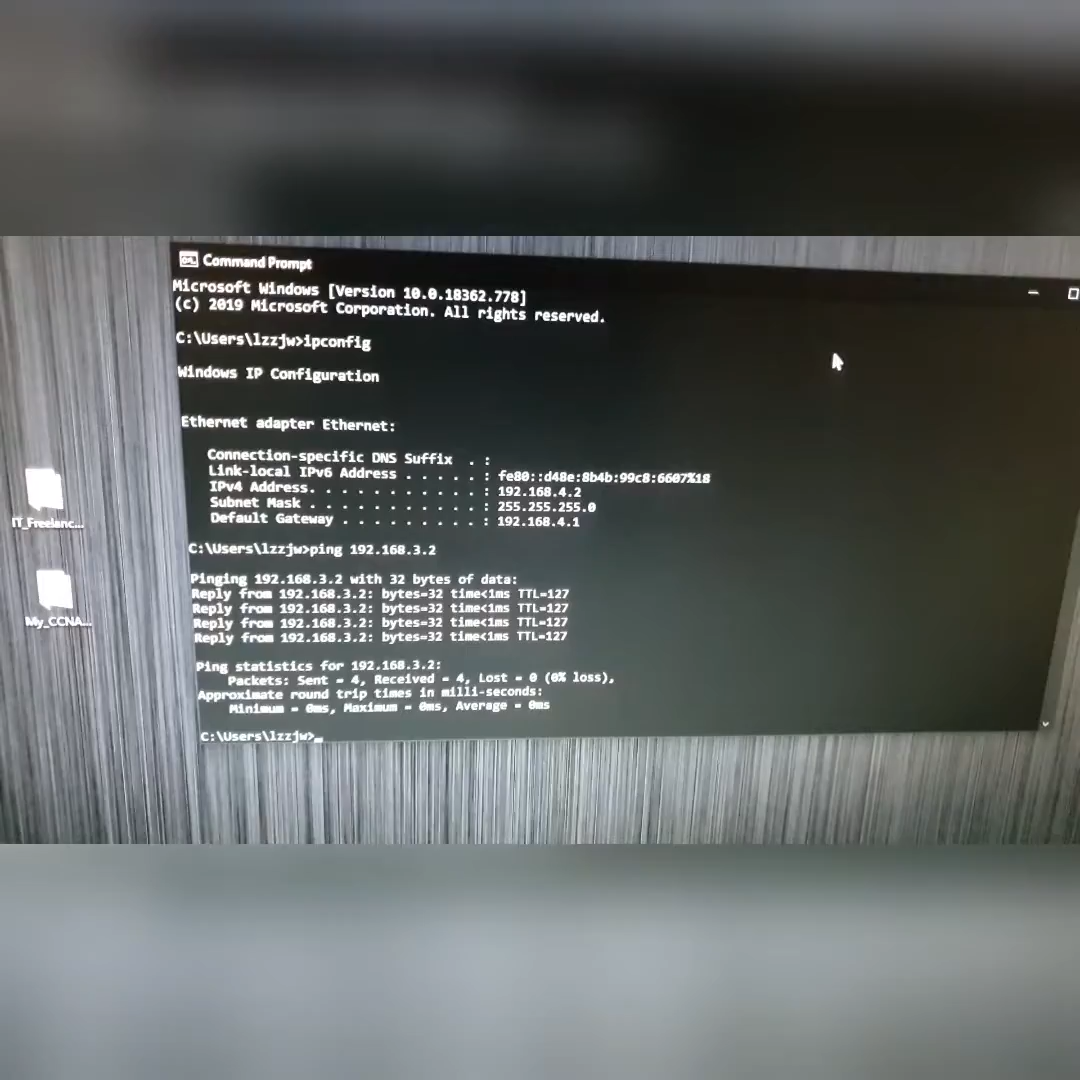 Command Prompt
Microsoft Windows [Version 10.0.18362.778]
(c) 2019 Microsoft Corporation. All rights reserved.
C:\Users\lzzjw>ipconfig
Windows IP Configuration
Ethernet adapter Ethernet:
Connection-specific DNS Suffix . :
Link-local IPv6 Address . . . . . : fe80::d48e:8b4b:99c8:6607%18
IPv4 Address. . . . . . . . . . . : 192.168.4.2
Subnet Mask . . . . . . . . . . . : 255.255.255.0
Default Gateway . . . . . . . . . : 192.168.4.1
C:\Users\lzzjw>ping 192.168.3.2
Pinging 192.168.3.2 with 32 bytes of data:
Reply from 192.168.3.2: bytes=32 time<1ms TTL=127
Reply from 192.168.3.2: bytes=32 time<1ms TTL=127
Reply from 192.168.3.2: bytes=32 time<1ms TTL=127
Reply from 192.168.3.2: bytes=32 time<1ms TTL=127
Ping statistics for 192.168.3.2:
Packets: Sent = 4, Received = 4, Lost = 0 (0% loss),
Approximate round trip times in milli-seconds:
Minimum = 0ms, Maximum = 0ms, Average = 0ms
C:\Users\lzzjw>_
IT_Freelanc...
My_CCNA...